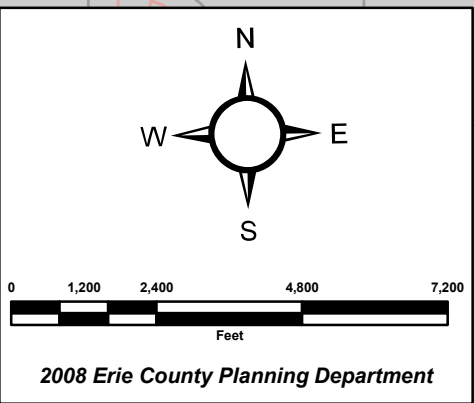 N
W E
S
0 1,200 2,400 4,800 7,200
Feet
2008 Erie County Planning Department